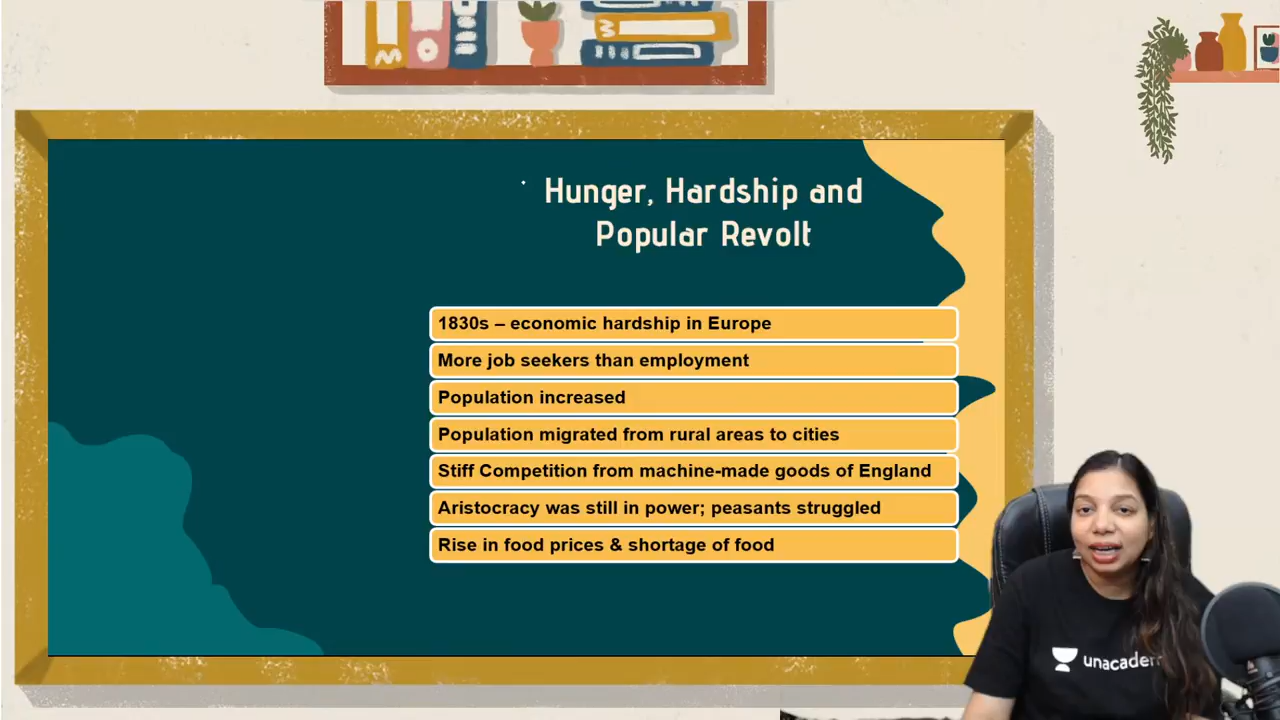 Hunger, Hardship and
Popular Revolt
1830s – economic hardship in Europe
More job seekers than employment
Population increased
Population migrated from rural areas to cities
Stiff Competition from machine-made goods of England
Aristocracy was still in power; peasants struggled
Rise in food prices & shortage of food
unacadem